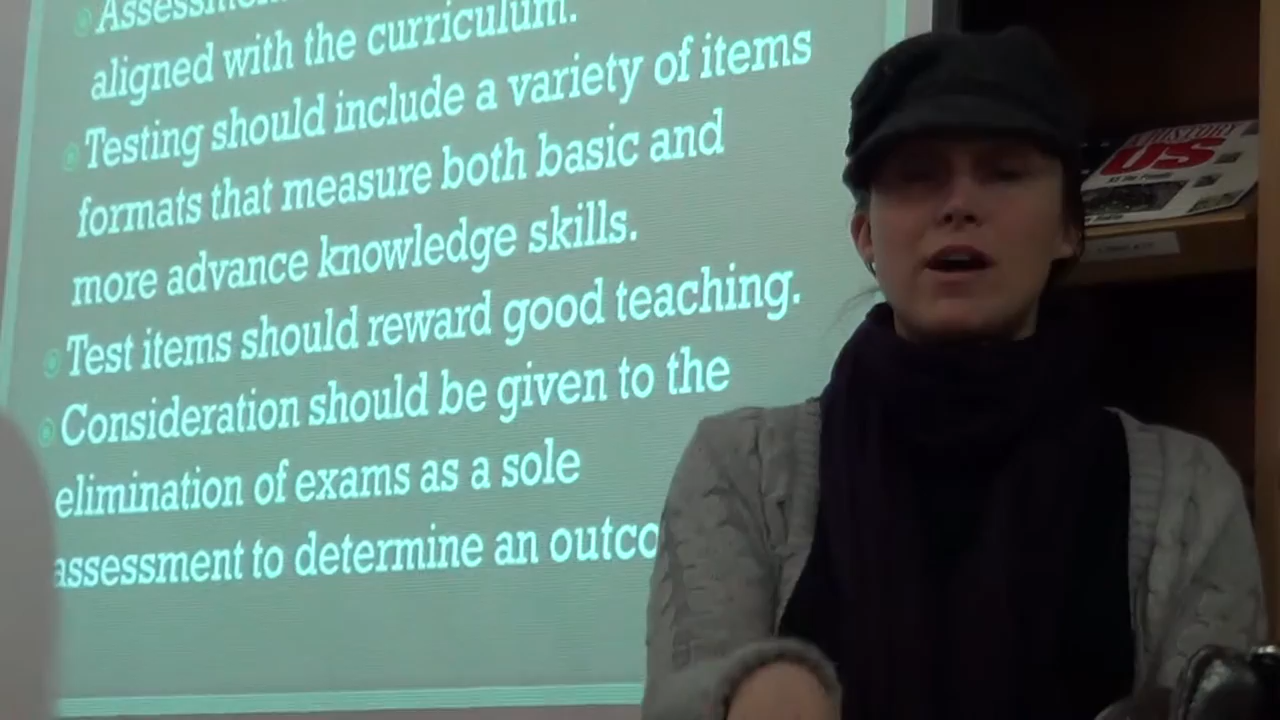 aligned with the curriculum.
Testing should include a variety of items
formats that measure both basic and
more advance knowledge skills.
Test items should reward good teaching.
Consideration should be given to the
elimination of exams as a sole
assessment to determine an outco
A HISTORY
US